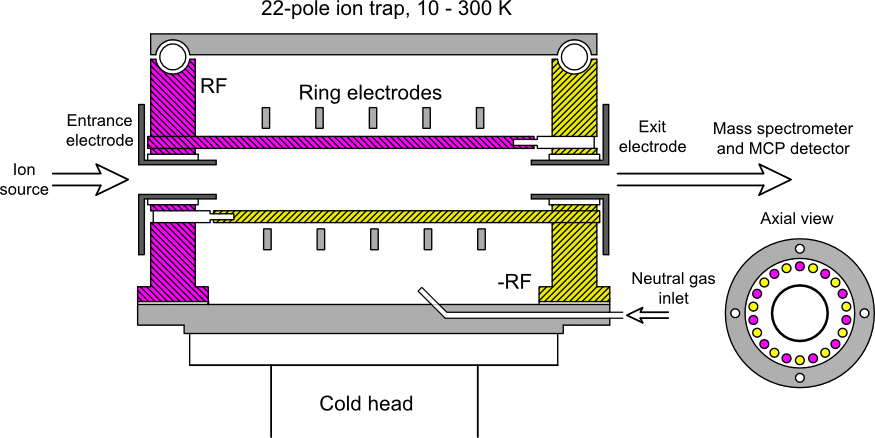 22-pole ion trap, 10 - 300 K
RF
Ring electrodes
Entrance
electrode
Exit
electrode
Mass spectrometer
and MCP detector
Ion
source
Axial view
-RF
Neutral gas
inlet
Cold head